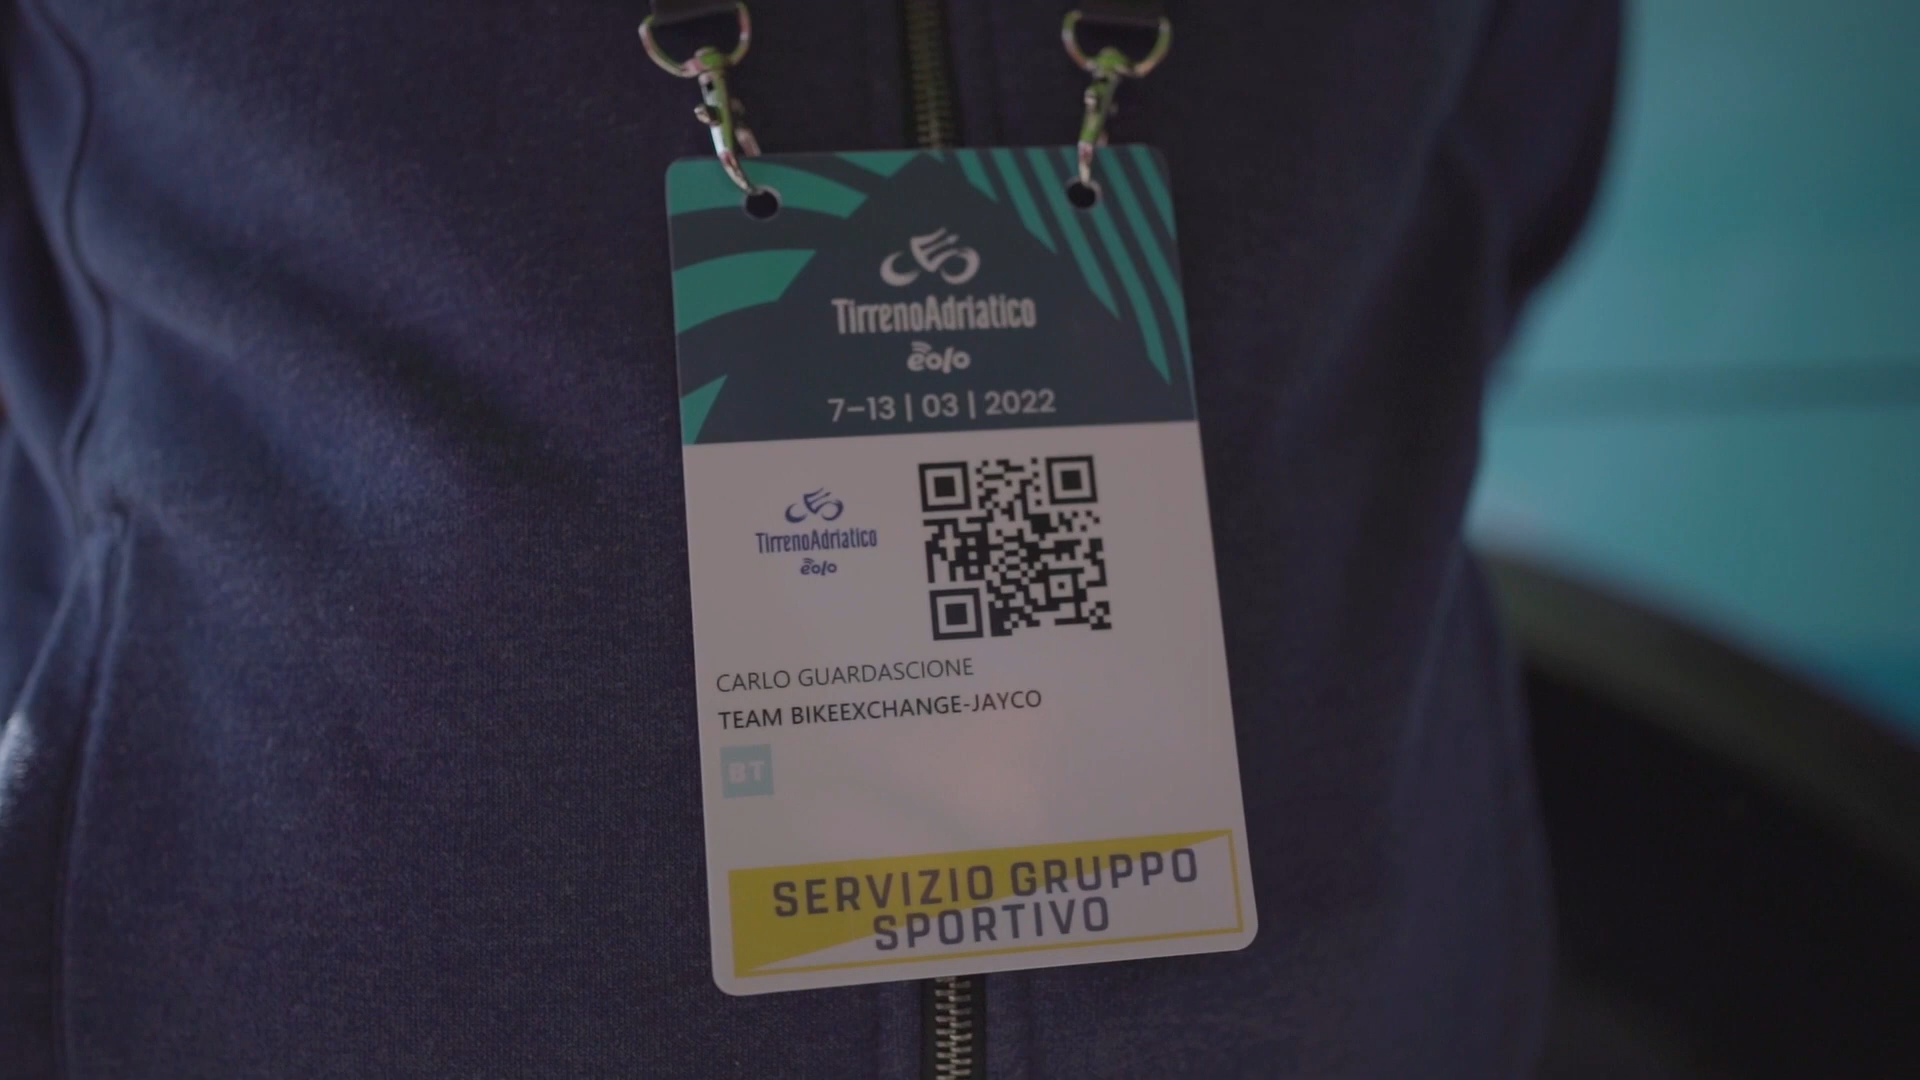 TirrenoAdriatico
eolo
7–13 | 03 | 2022
TirrenoAdriatico
eolo
CARLO GUARDASCIONE
TEAM BIKEEXCHANGE-JAYCO
BT
SERVIZIO GRUPPO
SPORTIVO